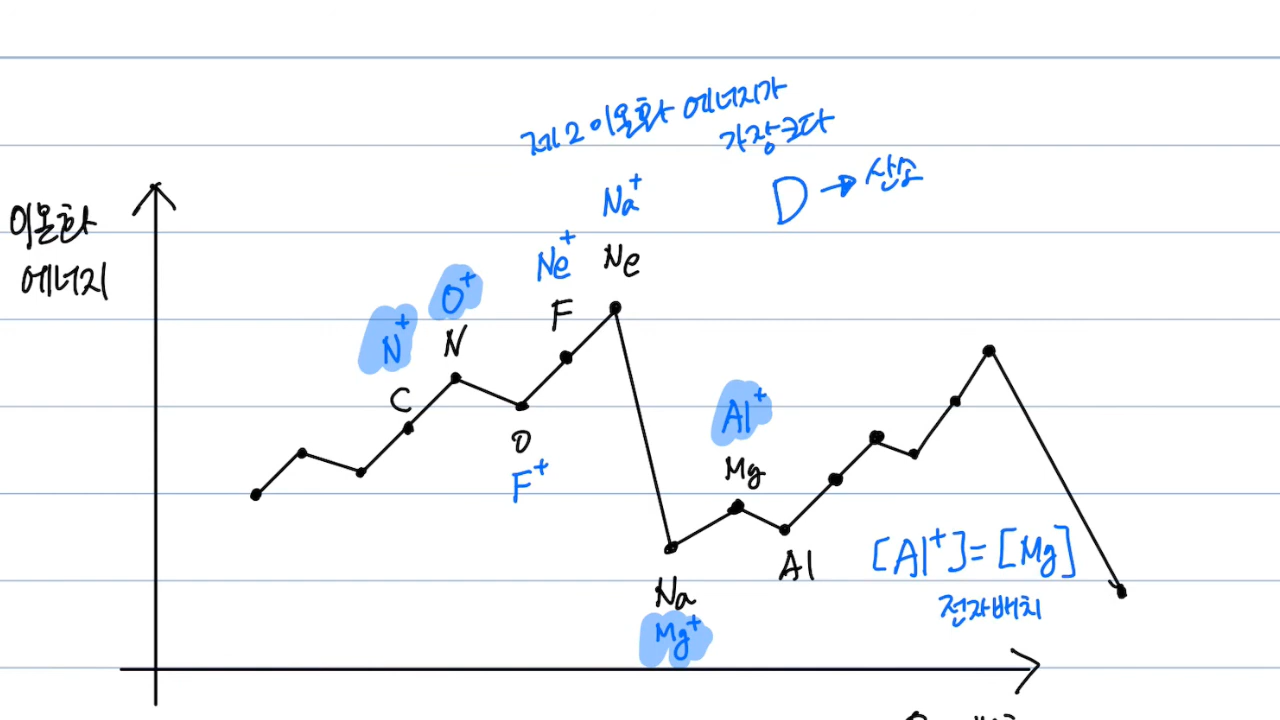 제2이온화 에너지가
가장크다
D → 산소
이온화
에너지
Na⁺
Ne⁺
Ne
O⁺
N⁺
N
F
C
O
F⁺
Al⁺
Mg
Na
Mg⁺
Al
[Al⁺]=[Mg]
전자배치